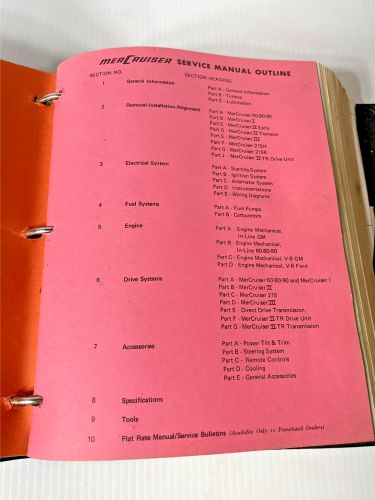 MERCRUISER SERVICE MANUAL OUTLINE
SECTION NO. SECTION HEADING
1 General Information Part A - General Information
Part B - Tuneup
Part C - Lubrication
2 Removal-Installation-Alignment Part A - MerCruiser 60-80-90
Part B - MerCruiser I
Part C - MerCruiser II Early
Part D - MerCruiser II Transom
Part E - MerCruiser III
Part F - MerCruiser 215H
Part G - MerCruiser 215E
Part J - MerCruiser II-TR Drive Unit
3 Electrical System Part A - Starting System
Part B - Ignition System
Part C - Alternator System
Part D - Instrumentations
Part E - Wiring Diagrams
4 Fuel Systems Part A - Fuel Pumps
Part B - Carburetors
5 Engine Part A - Engine Mechanical,
In-Line GM
Part B - Engine Mechanical,
In-Line 60-80-90
Part C - Engine Mechanical, V-8 GM
Part D - Engine Mechanical, V-8 Ford
6 Drive Systems Part A - MerCruiser 60-80-90 and MerCruiser I
Part B - MerCruiser II
Part C - MerCruiser 215
Part D - MerCruiser III
Part E - Direct Drive Transmission
Part F - MerCruiser II-TR Drive Unit
Part G - MerCruiser II-TR Transmission
7 Accessories Part A - Power Tilt & Trim
Part B - Steering System
Part C - Remote Controls
Part D - Cooling
Part E - General Accessories
8 Specifications
9 Tools
10 Flat Rate Manual/Service Bulletins (Available Only to Franchised Dealers)